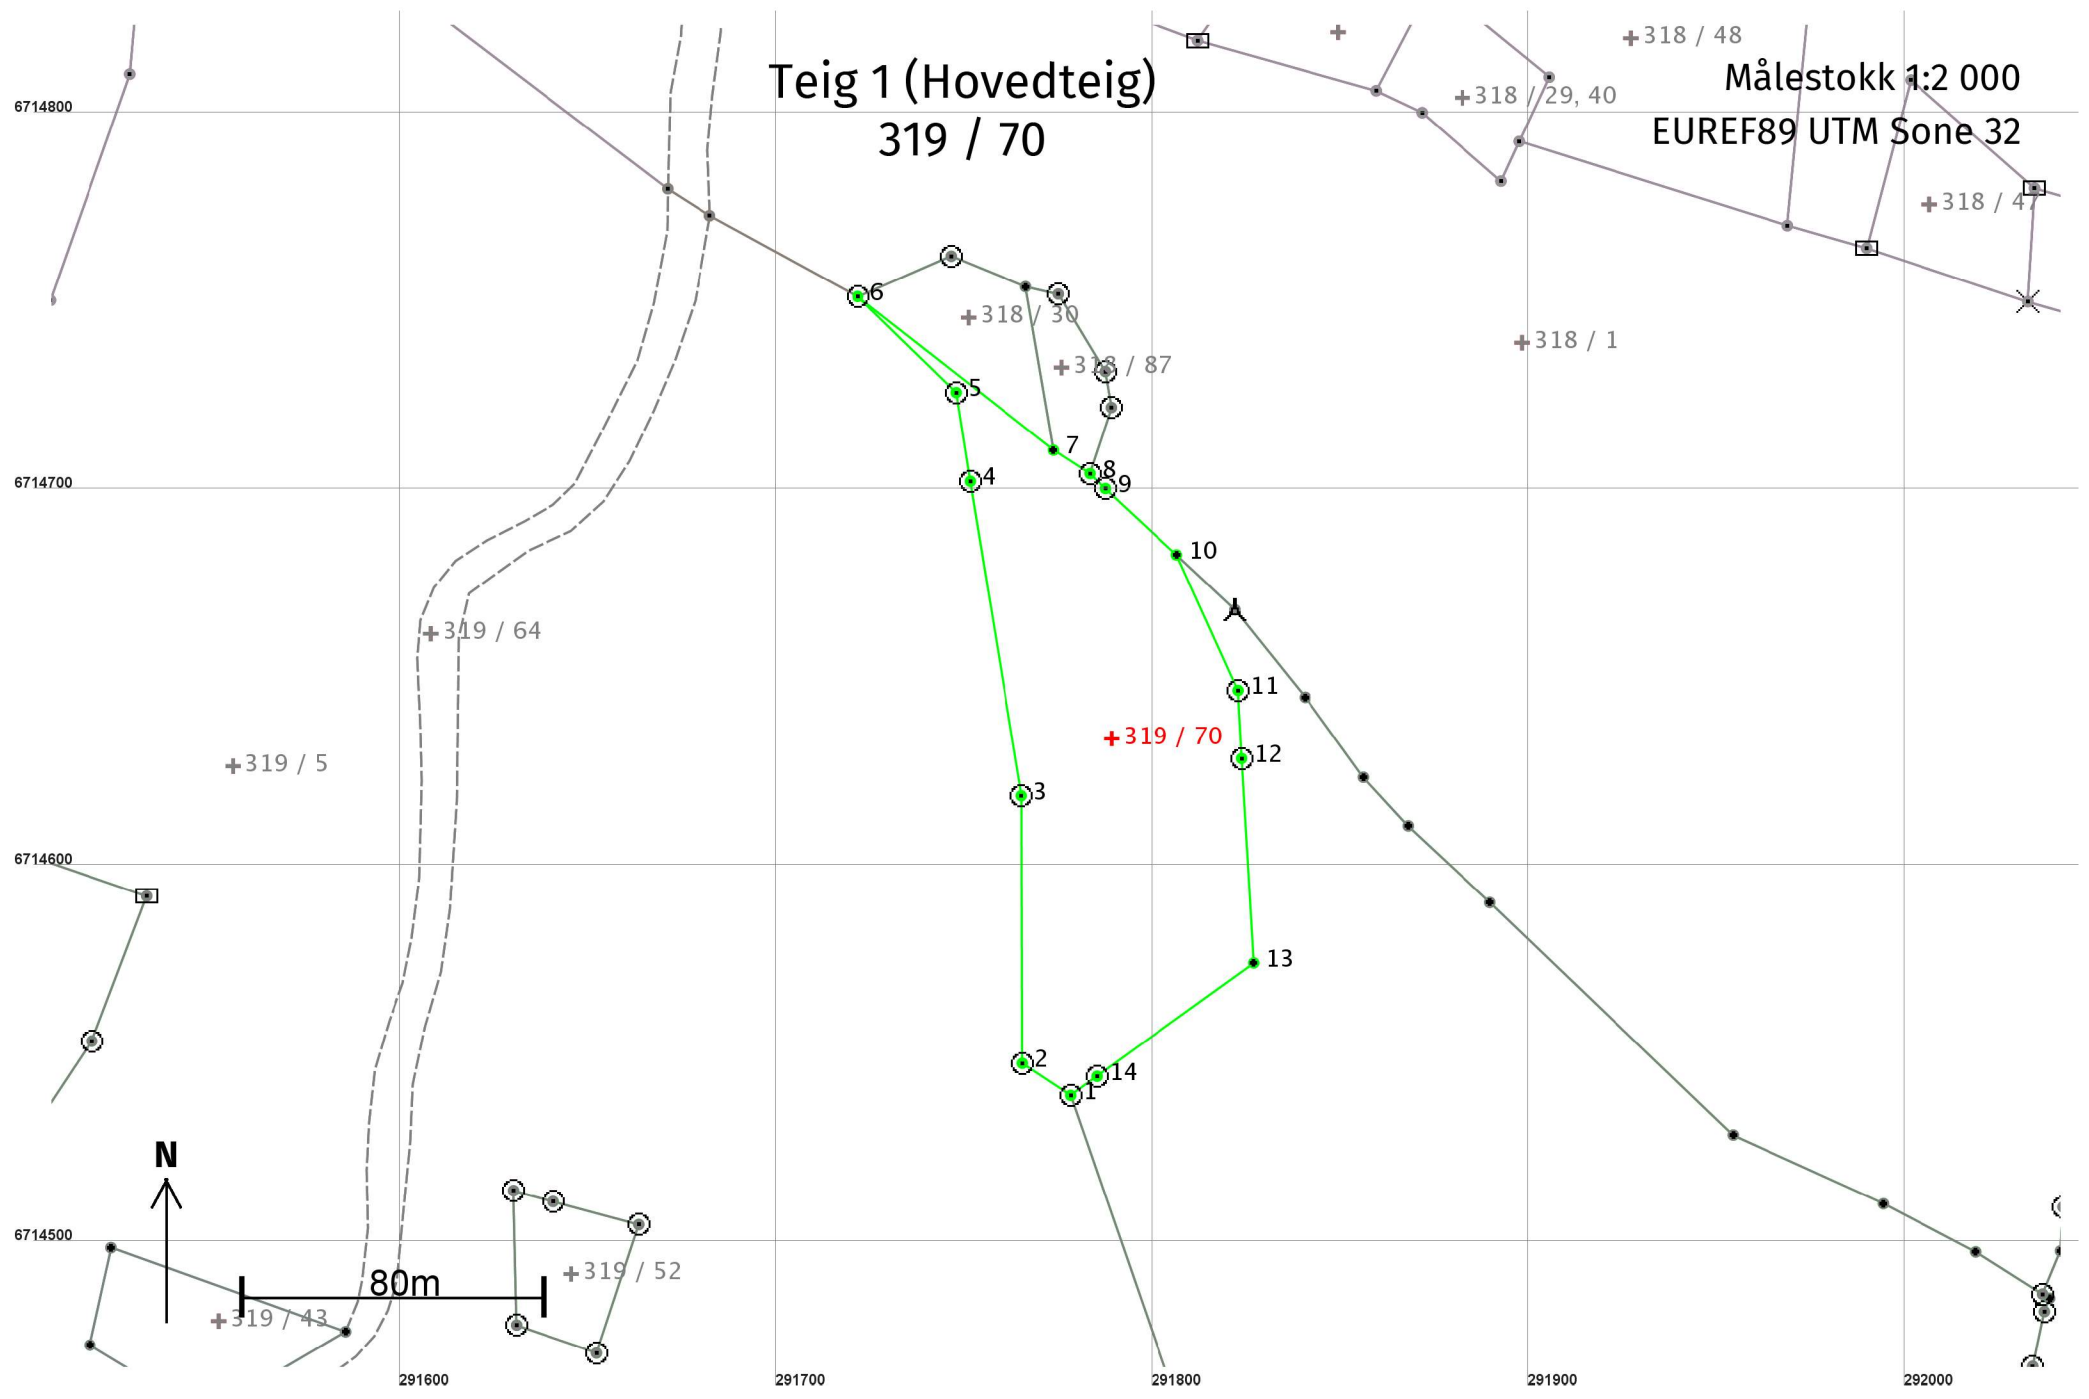 Teig 1 (Hovedteig)
319 / 70
Målestokk 1:2 000
EUREF89 UTM Sone 32
318 / 48
318 / 29, 40
6714800
318 / 47
6
318 / 30
318 / 1
318 / 87
5
7
8
4
9
6714700
10
319 / 64
11
319 / 70
12
319 / 5
3
6714600
13
2
14
1
N
6714500
319 / 52
80m
319 / 43
291600
291700
291800
291900
292000